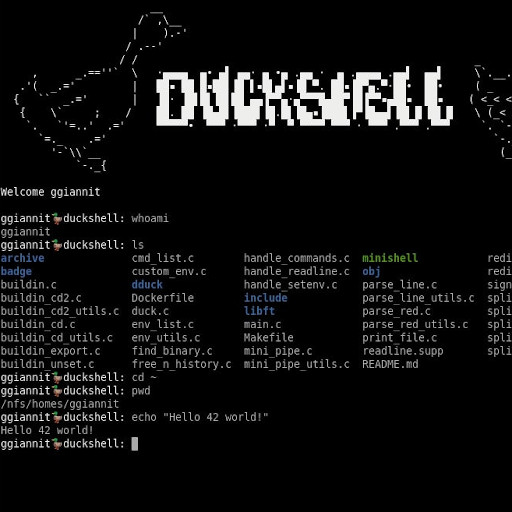 DUCKSHELL
Welcome ggiannit
ggiannit🦆duckshell: whoami
ggiannit
ggiannit🦆duckshell: ls
archive cmd_list.c handle_commands.c minishell redi
badge custom_env.c handle_readline.c obj redi
buildin.c dduck handle_setenv.c parse_line.c sign
buildin_cd2.c Dockerfile include parse_line_utils.c spli
buildin_cd2_utils.c duck.c libft parse_red.c spli
buildin_cd.c env_list.c main.c parse_red_utils.c spli
buildin_cd_utils.c env_utils.c Makefile print_file.c spli
buildin_export.c find_binary.c mini_pipe.c readline.supp spli
buildin_unset.c free_n_history.c mini_pipe_utils.c README.md
ggiannit🦆duckshell: cd ~
ggiannit🦆duckshell: pwd
/nfs/homes/ggiannit
ggiannit🦆duckshell: echo "Hello 42 world!"
Hello 42 world!
ggiannit🦆duckshell: